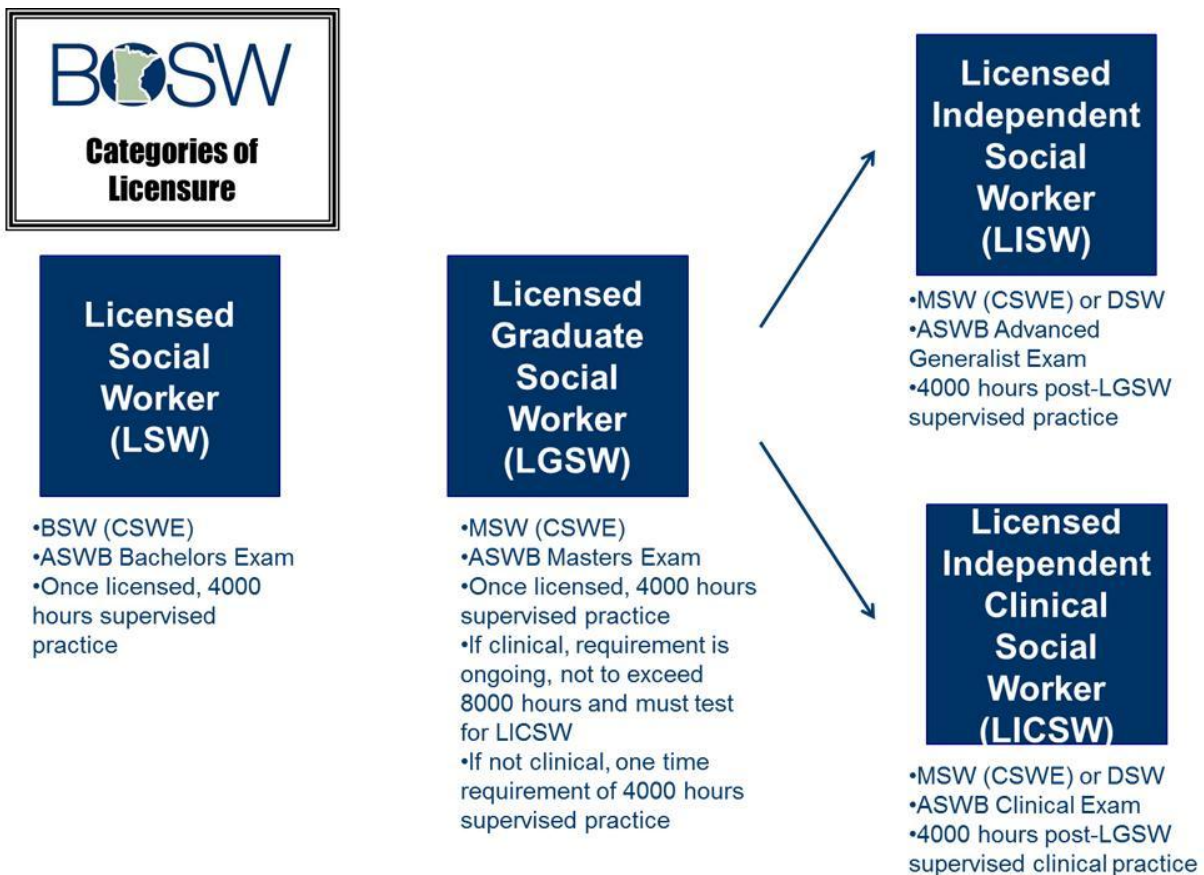 BOSW
Categories of
Licensure
Licensed
Social
Worker
(LSW)
•BSW (CSWE)
•ASWB Bachelors Exam
•Once licensed, 4000
hours supervised
practice
Licensed
Graduate
Social
Worker
(LGSW)
•MSW (CSWE)
•ASWB Masters Exam
•Once licensed, 4000 hours
supervised practice
•If clinical, requirement is
ongoing, not to exceed
8000 hours and must test
for LICSW
•If not clinical, one time
requirement of 4000 hours
supervised practice
Licensed
Independent
Social
Worker
(LISW)
•MSW (CSWE) or DSW
•ASWB Advanced
Generalist Exam
•4000 hours post-LGSW
supervised practice
Licensed
Independent
Clinical
Social
Worker
(LICSW)
•MSW (CSWE) or DSW
•ASWB Clinical Exam
•4000 hours post-LGSW
supervised clinical practice